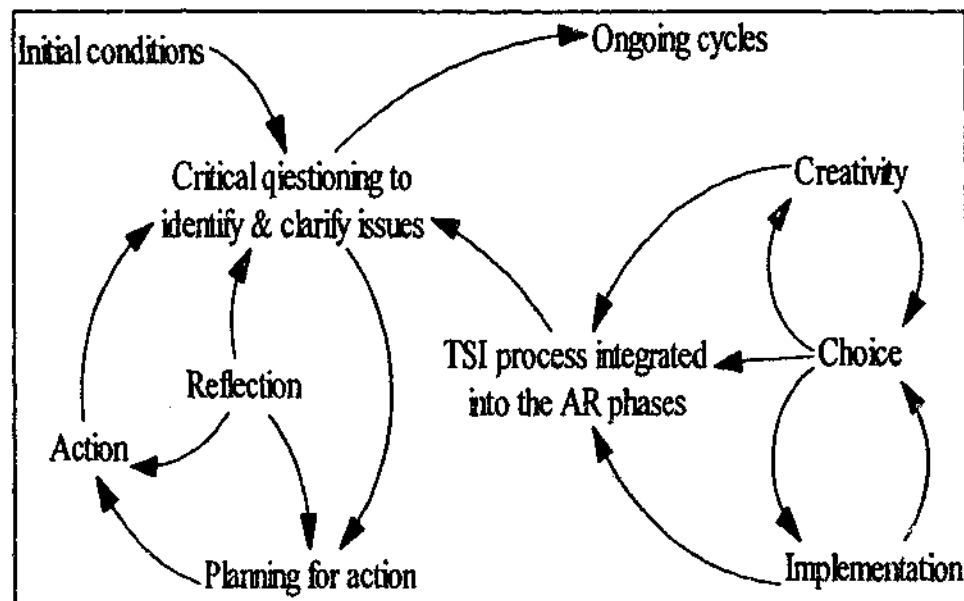 Initial conditions
Ongoing cycles
Critical qiestioning to
identify & clarify issues
Creativity
TSI process integrated
into the AR phases
Choice
Reflection
Action
Planning for action
Implementation